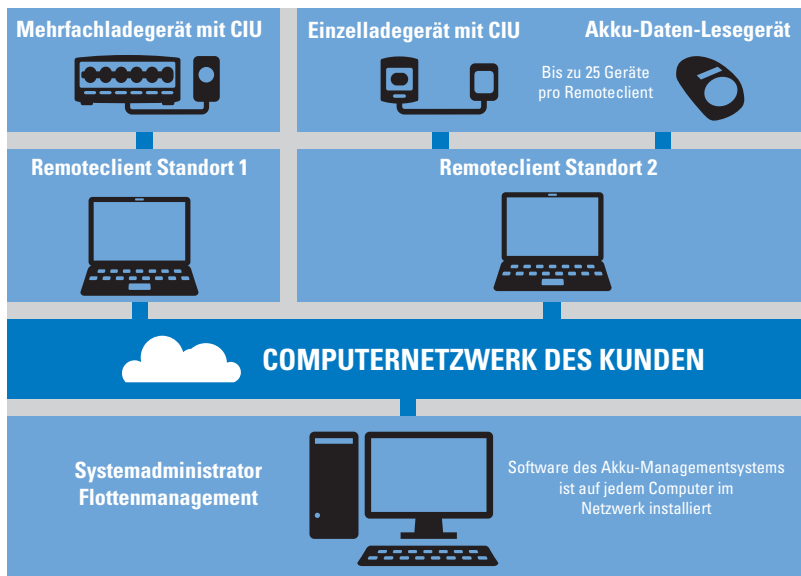 Mehrfachladegerät mit CIU
Einzelladegerät mit CIU
Akku-Daten-Lesegerät
Bis zu 25 Geräte
pro Remoteclient
Remoteclient Standort 1
Remoteclient Standort 2
COMPUTERNETZWERK DES KUNDEN
Systemadministrator
Flottenmanagement
Software des Akku-Managementsystems
ist auf jedem Computer im
Netzwerk installiert